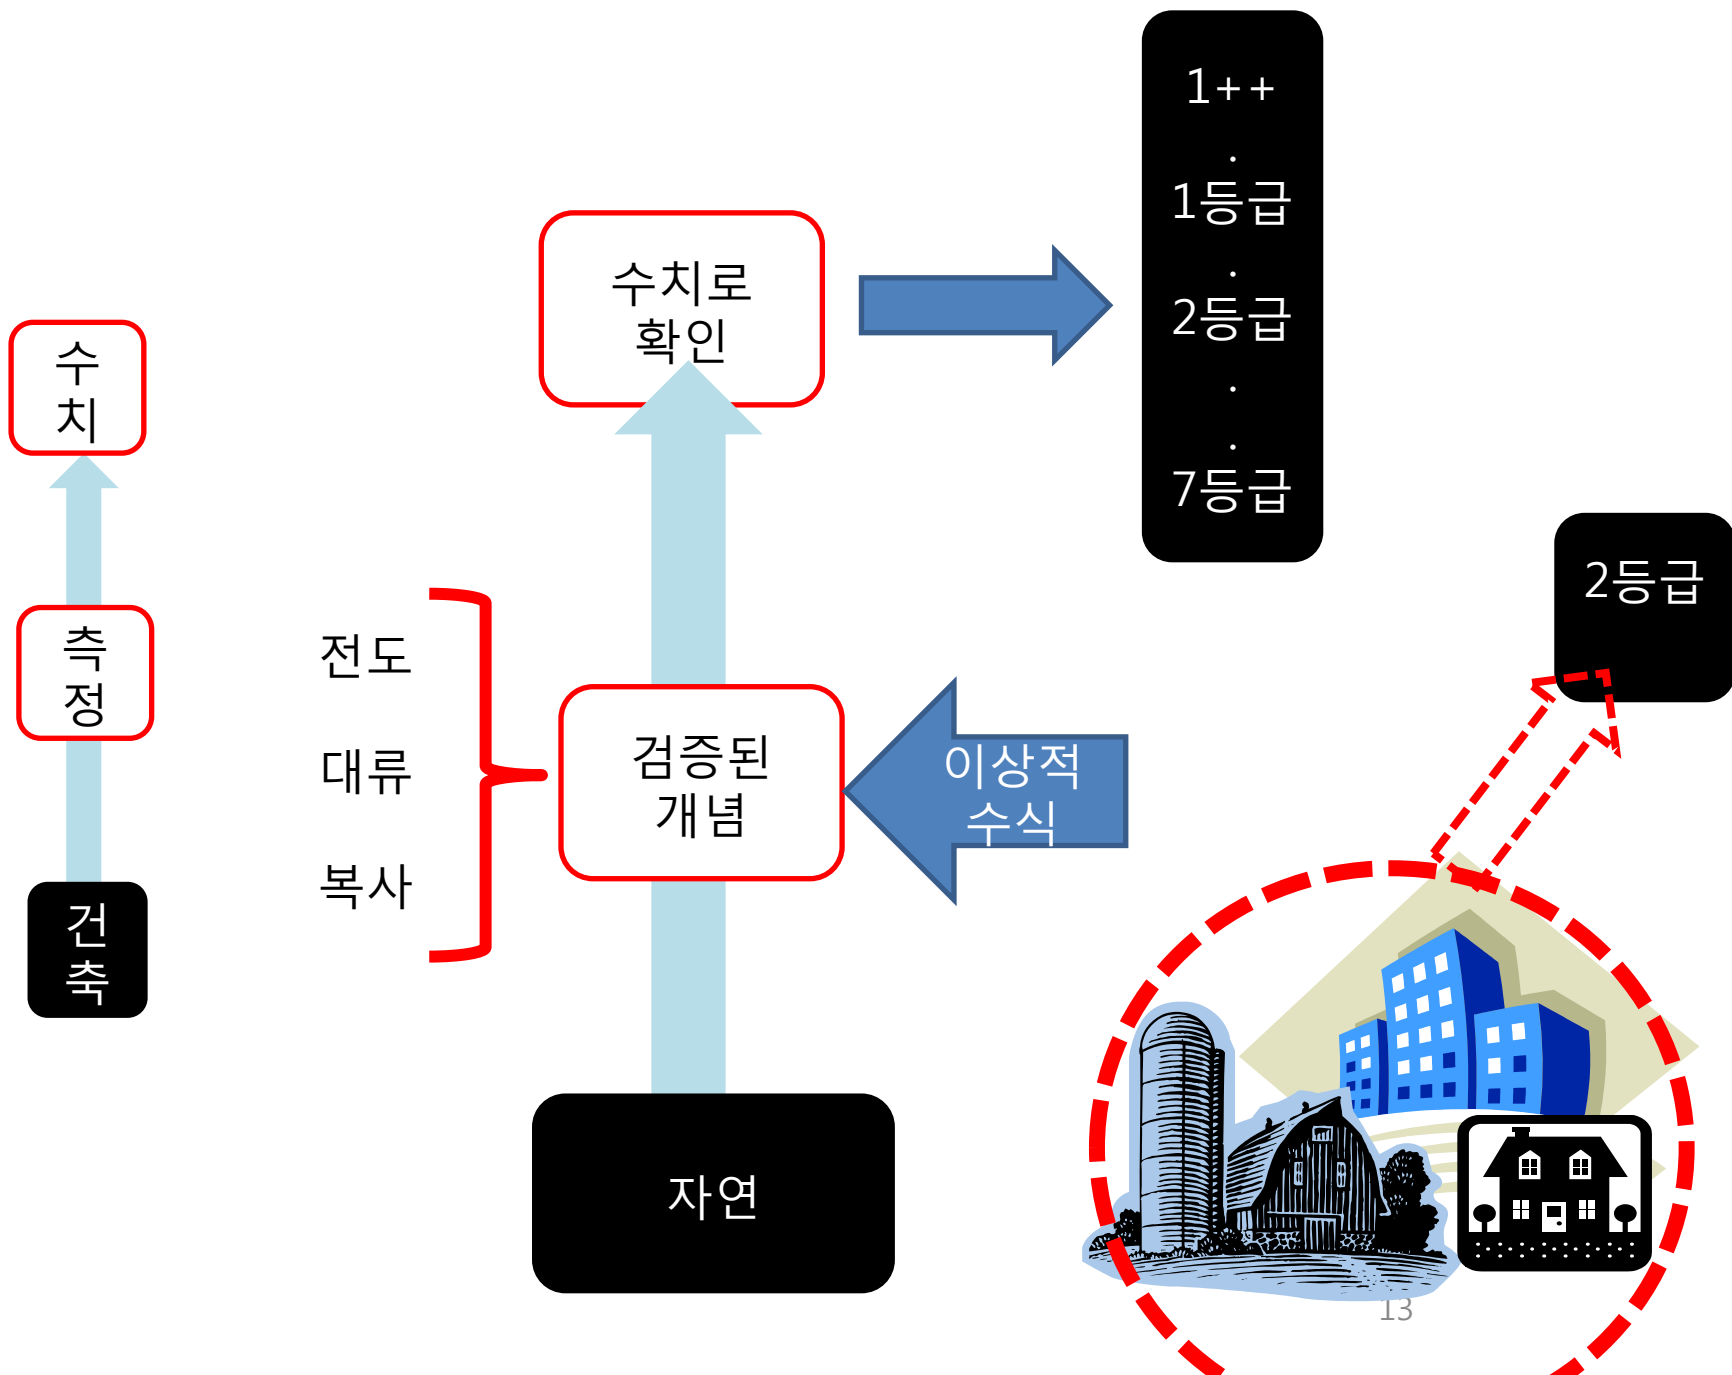 1++
.
1등급
.
2등급
.
.
7등급
수치로
확인
수
치
2등급
측
정
전도
대류
복사
검증된
개념
이상적
수식
건
축
자연
13